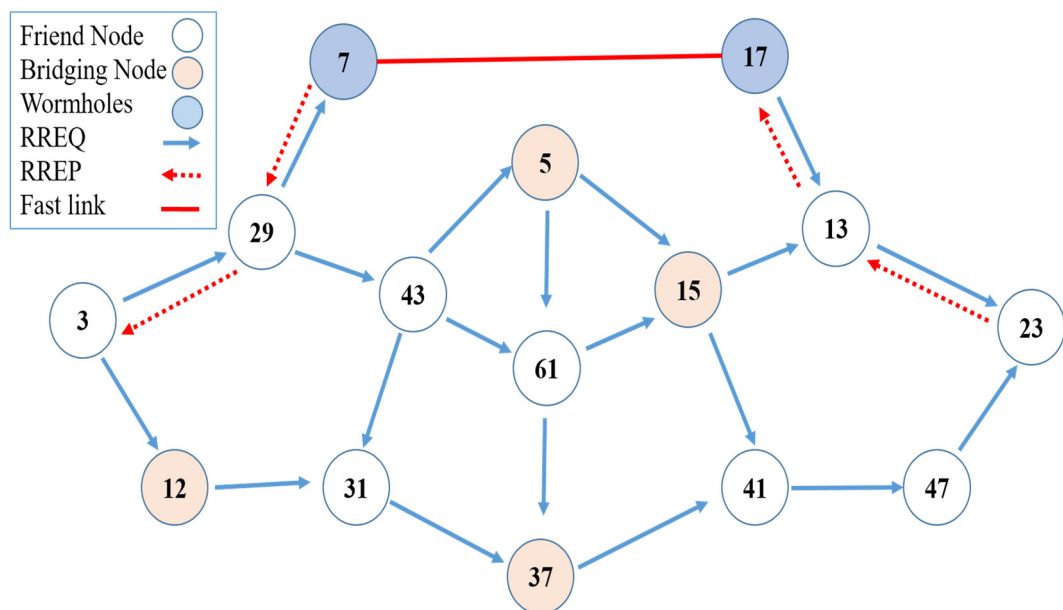 Friend Node
Bridging Node
Wormholes
RREQ
RREP
Fast link
7
17
5
29
13
43
15
3
23
61
12
31
41
47
37